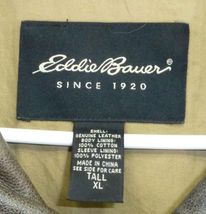 Eddie Bauer®
SINCE 1920
SHELL:
GENUINE LEATHER
BODY LINING:
100% COTTON
SLEEVE LINING:
100% POLYESTER
MADE IN CHINA
SEE SIDE FOR CARE
TALL
XL